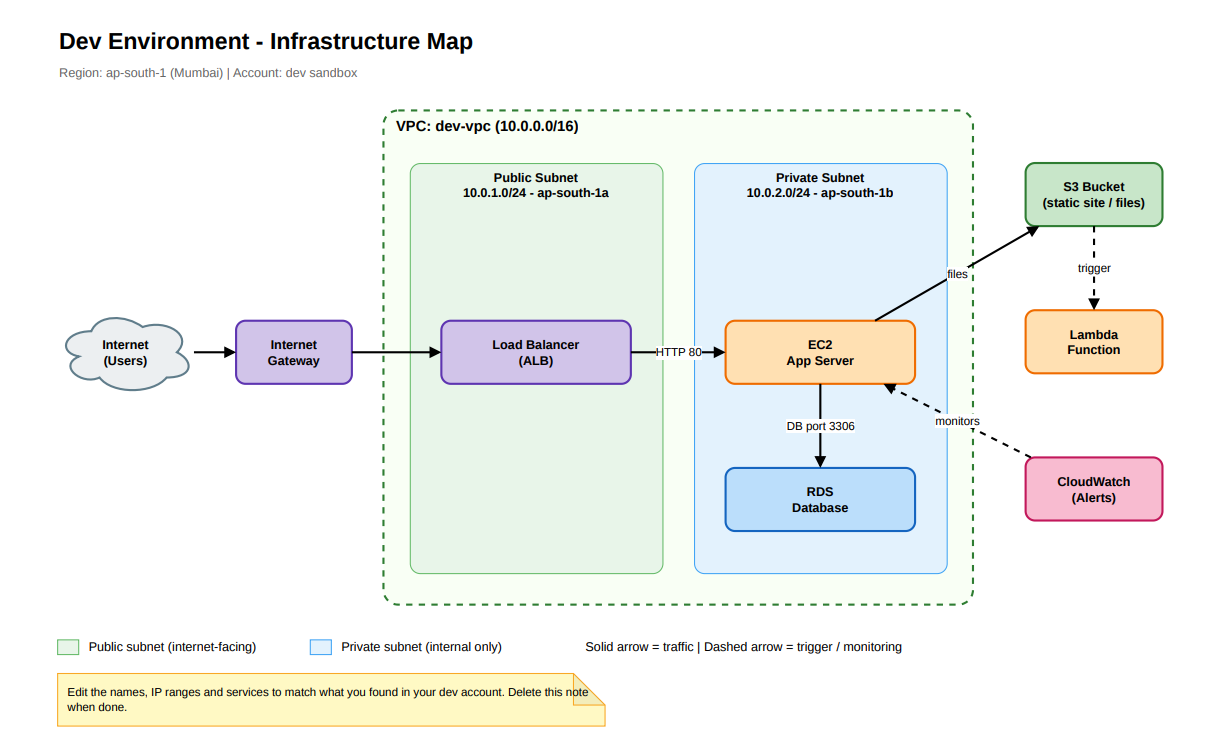 Dev Environment - Infrastructure Map
Region: ap-south-1 (Mumbai) | Account: dev sandbox
VPC: dev-vpc (10.0.0.0/16)
Public Subnet
10.0.1.0/24 - ap-south-1a
Private Subnet
10.0.2.0/24 - ap-south-1b
S3 Bucket
(static site / files)
files
trigger
Internet
(Users)
Internet
Gateway
Load Balancer
(ALB)
HTTP 80
EC2
App Server
Lambda
Function
DB port 3306
monitors
RDS
Database
CloudWatch
(Alerts)
Public subnet (internet-facing)
Private subnet (internal only)
Solid arrow = traffic | Dashed arrow = trigger / monitoring
Edit the names, IP ranges and services to match what you found in your dev account. Delete this note
when done.